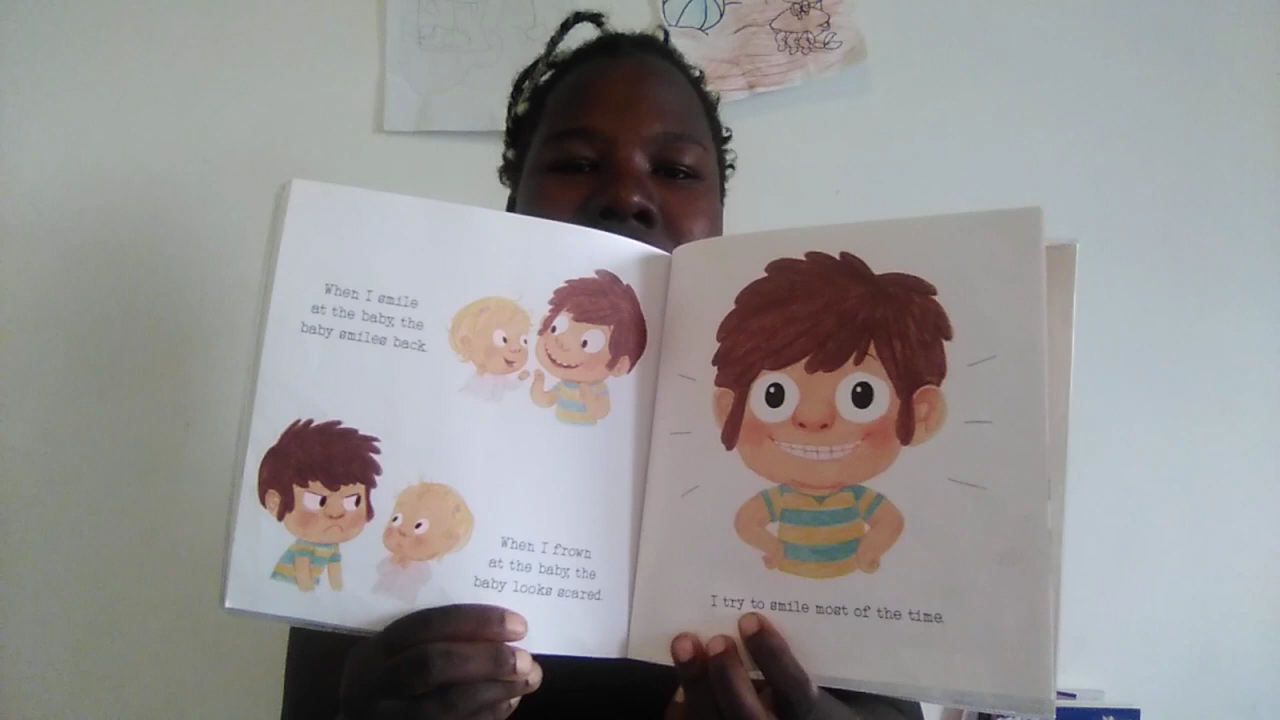 When I smile
at the baby, the
baby smiles back.
When I frown
at the baby, the
baby looks scared.
I try to smile most of the time.